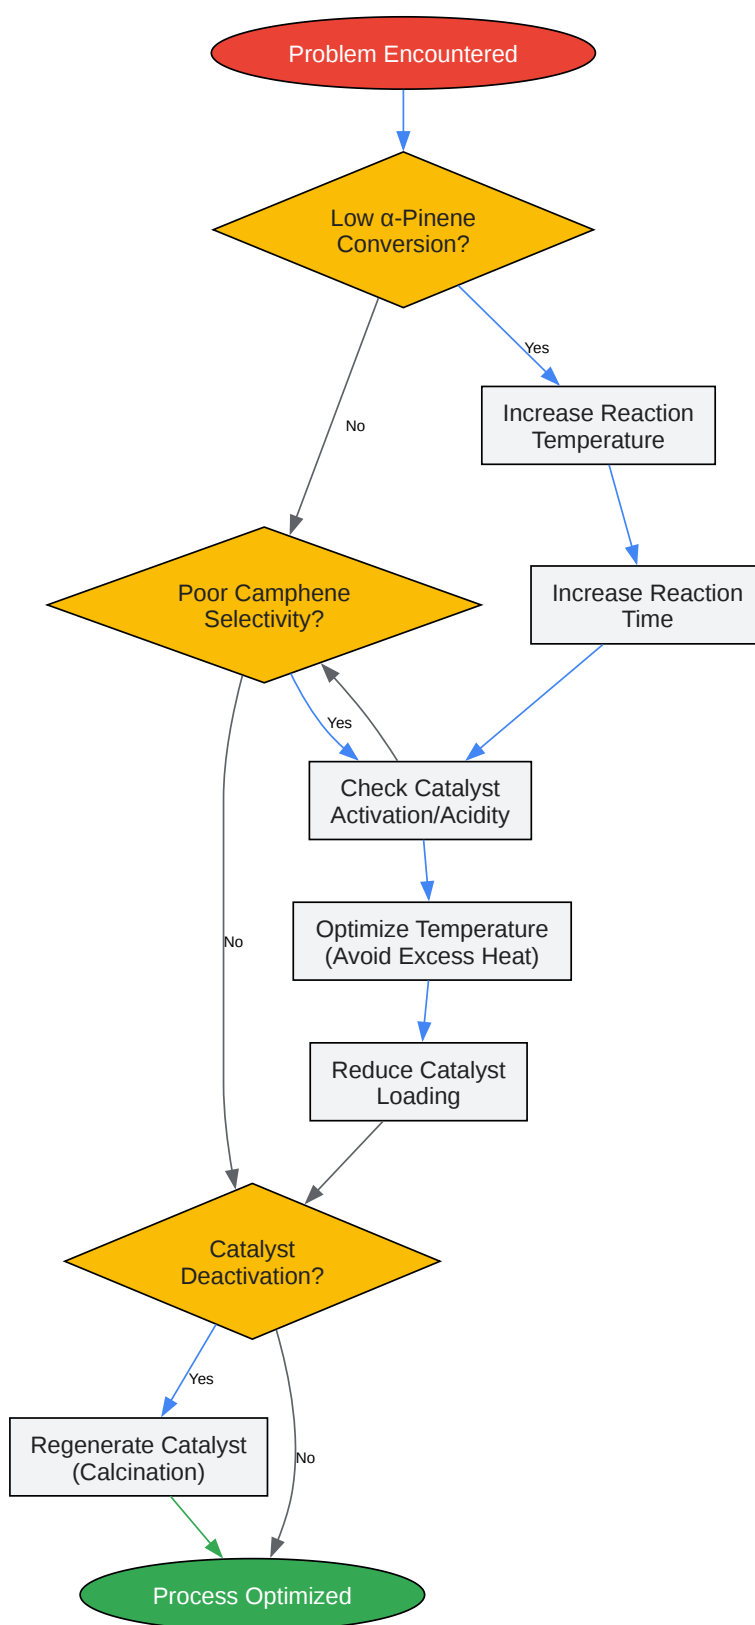 Problem Encountered
Low α-Pinene
Conversion?
Yes
Increase Reaction
Temperature
No
Poor Camphene
Selectivity?
Increase Reaction
Time
Yes
Check Catalyst
Activation/Acidity
Optimize Temperature
(Avoid Excess Heat)
No
Reduce Catalyst
Loading
Catalyst
Deactivation?
Yes
Regenerate Catalyst
(Calcination)
No
Process Optimized